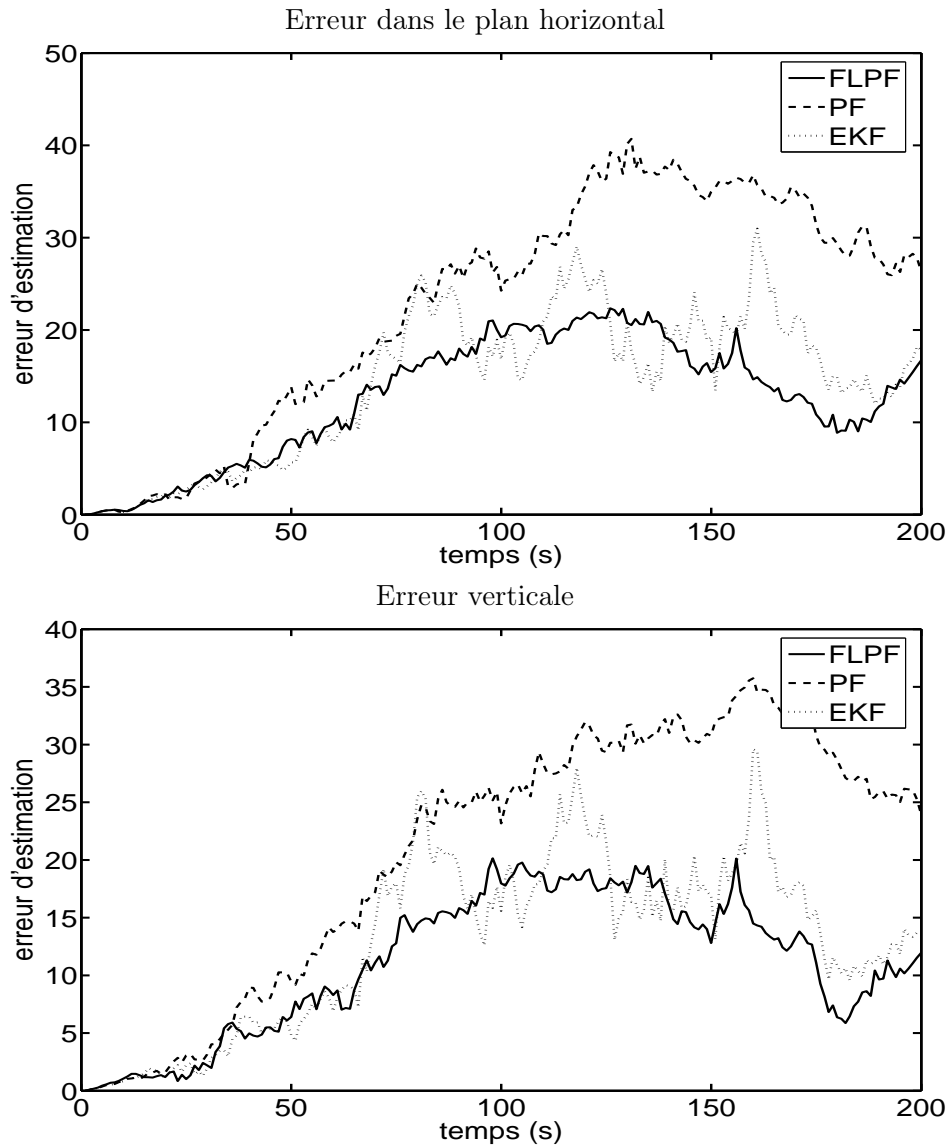 Erreur dans le plan horizontal
50
40
30
20
10
0
erreur d'estimation
FLPF
PF
EKF
0
50
100
150
200
temps (s)
Erreur verticale
40
35
30
25
20
15
10
5
0
erreur d'estimation
FLPF
PF
EKF
0
50
100
150
200
temps (s)